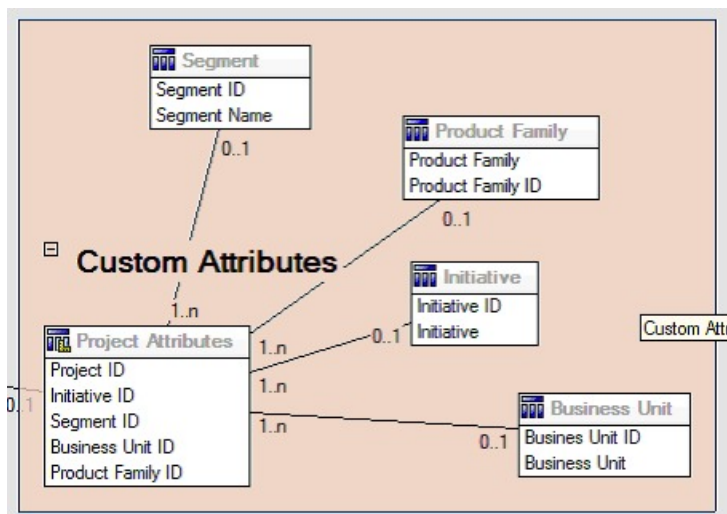 Segment
Segment ID
Segment Name
0..1
Product Family
Product Family
Product Family ID
0..1
Custom Attributes
Initiative
Initiative ID
Initiative
0..1
1..n
Custom Att
Project Attributes
Project ID
Initiative ID
Segment ID
Business Unit ID
Product Family ID
1..n
1..n
1..n
0..1
Business Unit
Busines Unit ID
Business Unit
0..1